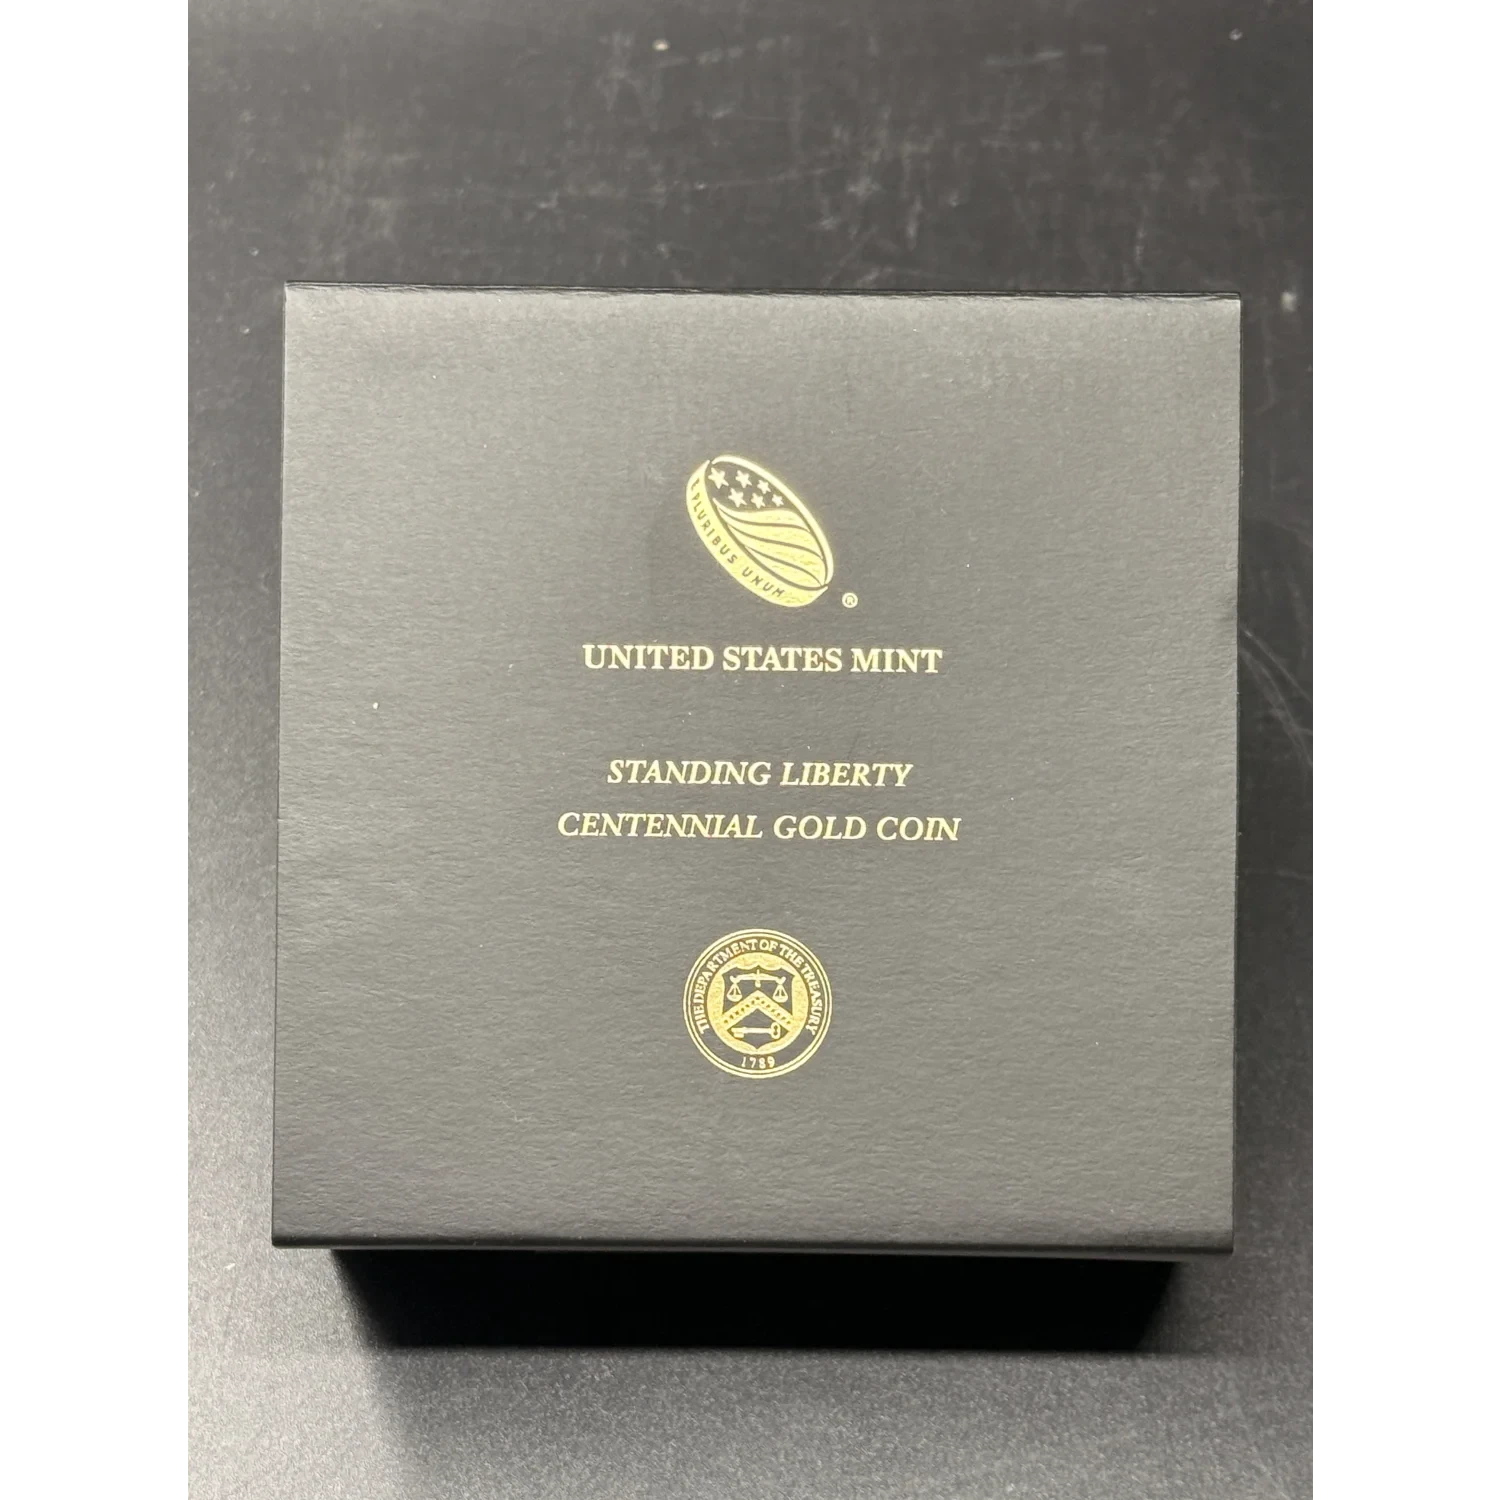 E PLURIBUS UNUM
®
UNITED STATES MINT
STANDING LIBERTY
CENTENNIAL GOLD COIN
THE DEPARTMENT OF THE TREASURY
1789